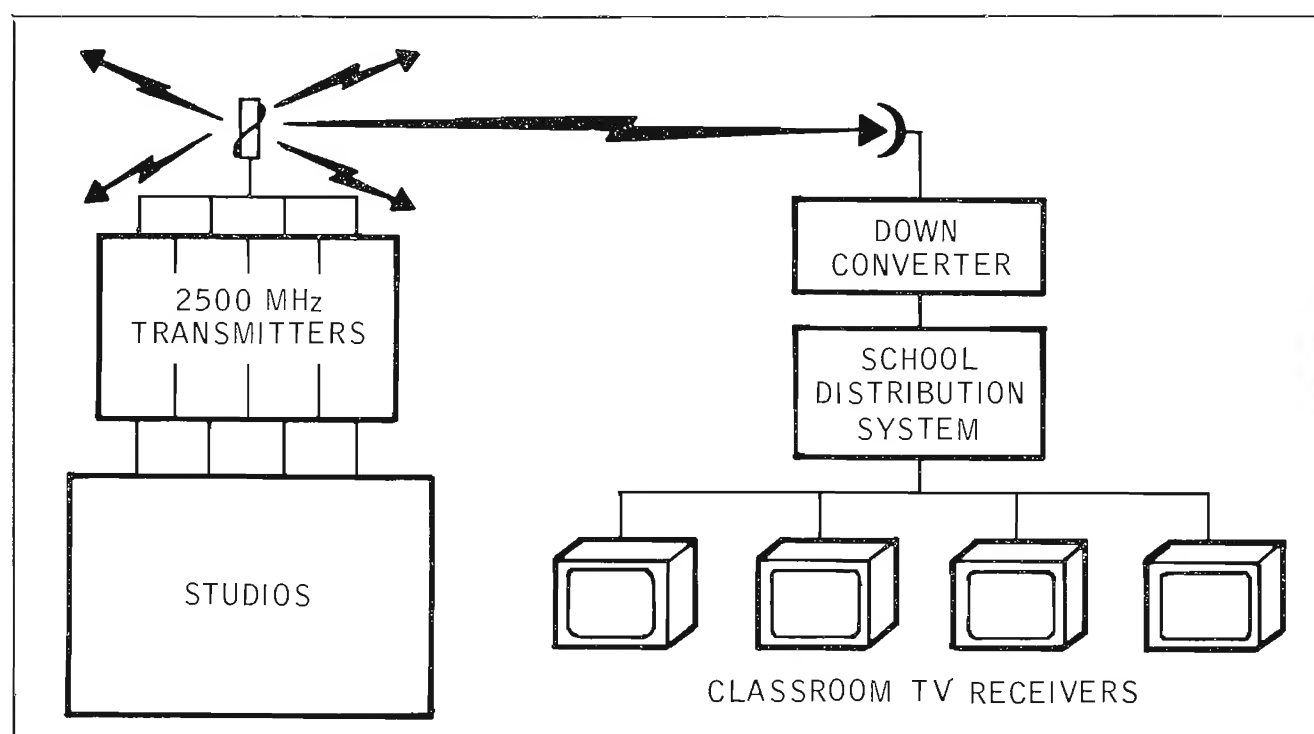 2500 MHz
TRANSMITTERS
STUDIOS
DOWN
CONVERTER
SCHOOL
DISTRIBUTION
SYSTEM
CLASSROOM TV RECEIVERS